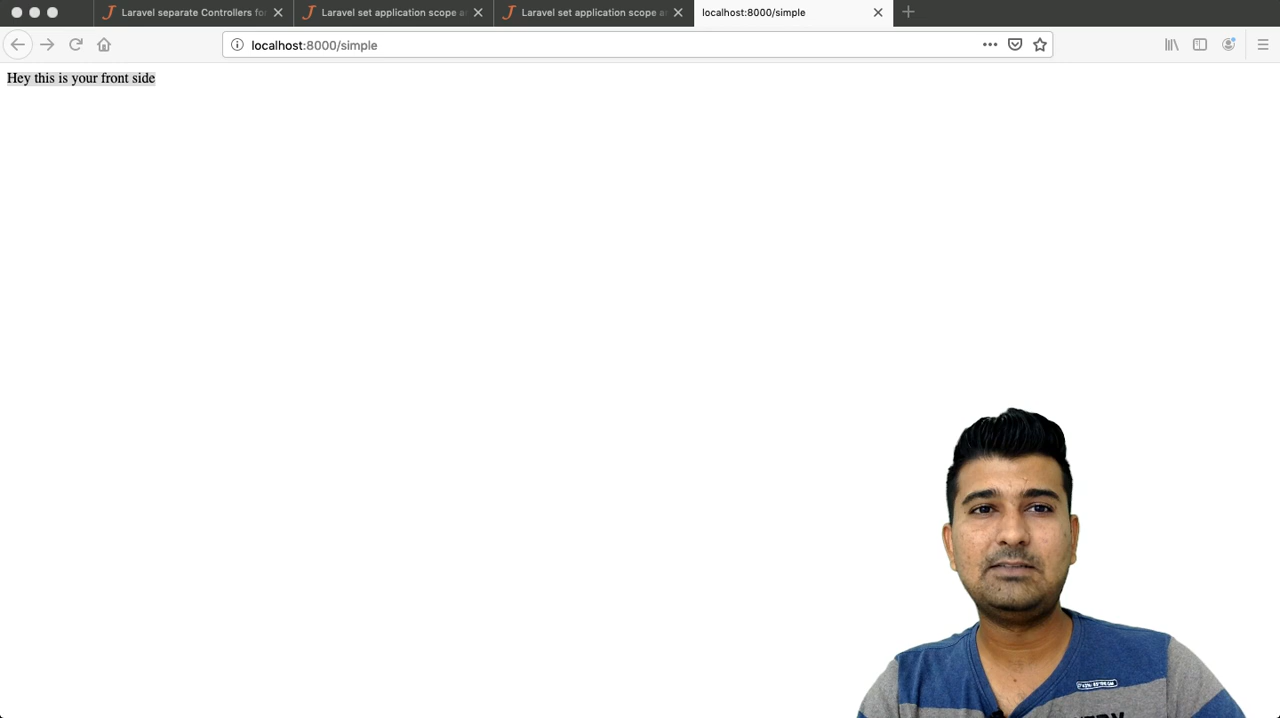 Laravel separate Controllers fo
Laravel set application scope a
Laravel set application scope a
localhost:8000/simple
localhost:8000/simple
Hey this is your front side